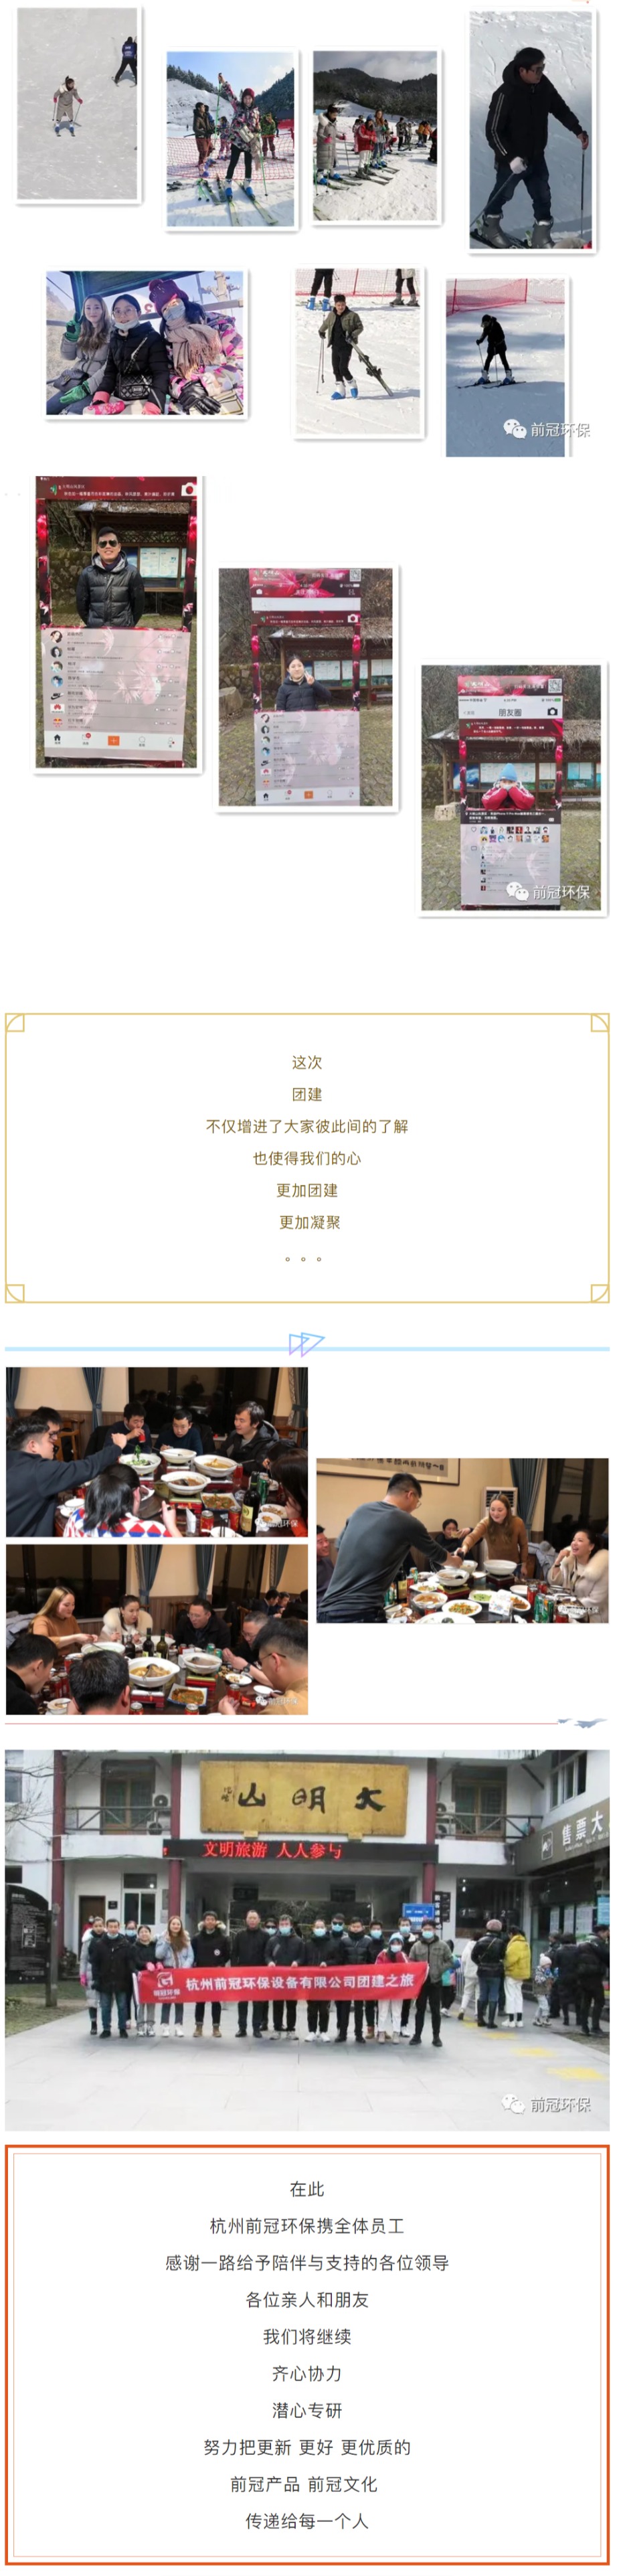 前冠环保
朋友圈
前冠环保
这次
团建
不仅增进了大家彼此间的了解
也使得我们的心
更加团建
更加凝聚
。。。
前冠环保
前冠环保
前冠环保
大明山
文明旅游 人人参与
售票大
前冠环保
杭州前冠环保设备有限公司团建之旅
前冠环保
在此
杭州前冠环保携全体员工
感谢一路给予陪伴与支持的各位领导
各位亲人和朋友
我们将继续
齐心协力
潜心专研
努力把更新 更好 更优质的
前冠产品 前冠文化
传递给每一个人